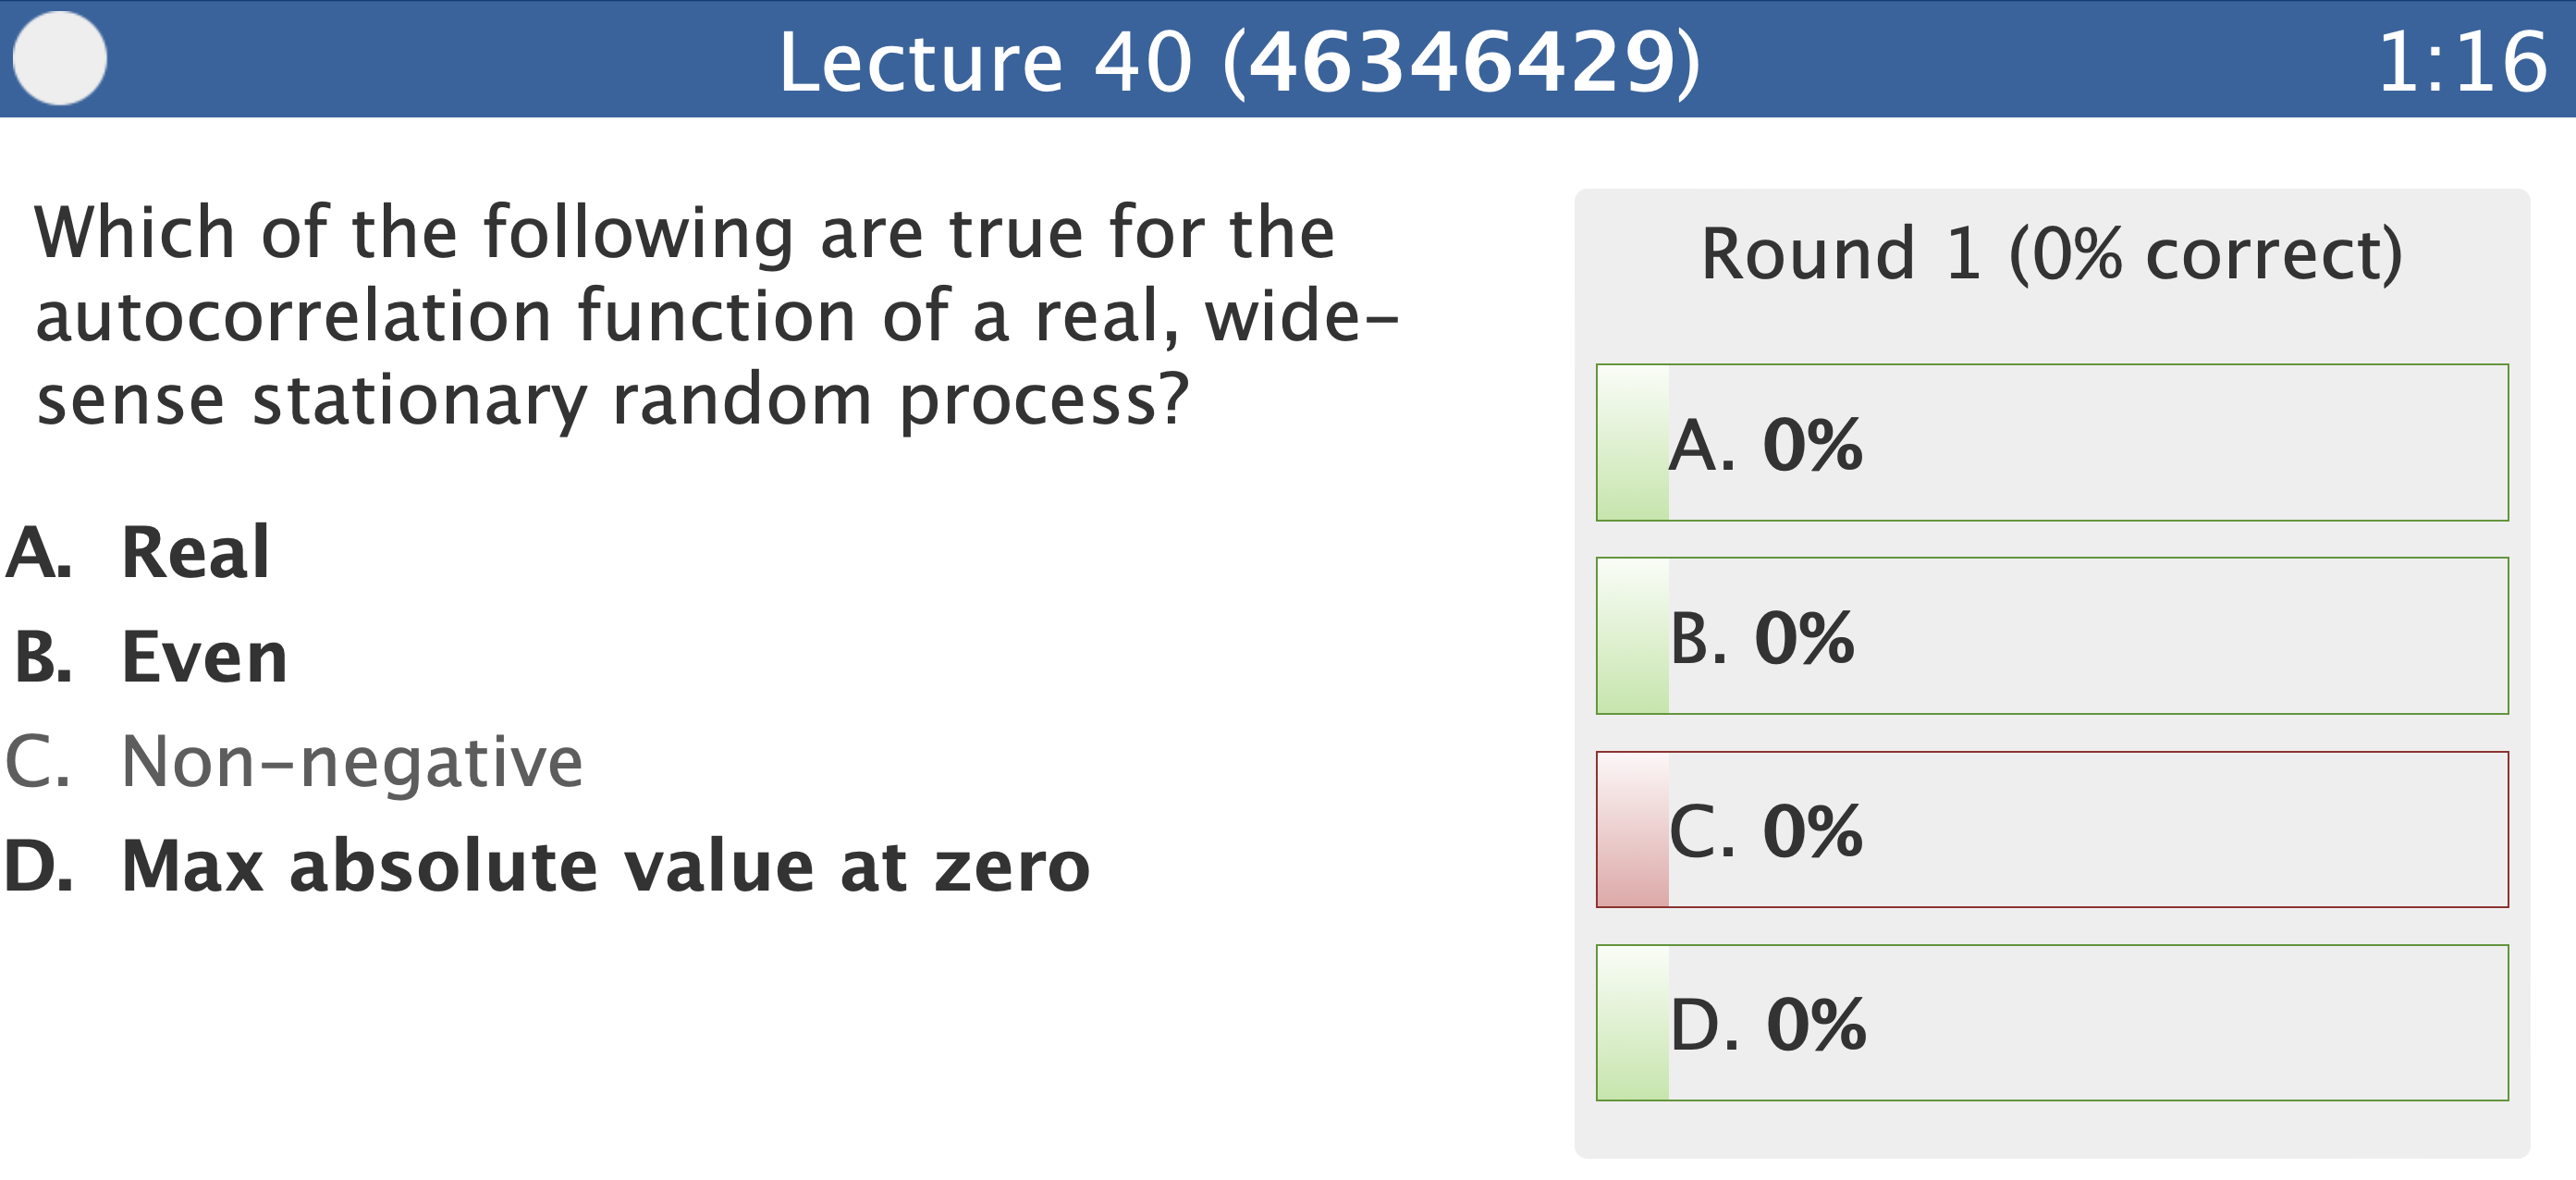 Lecture 40 (46346429)
1:16
Which of the following are true for the
autocorrelation function of a real, wide-
sense stationary random process?
A. Real
B. Even
C. Non-negative
D. Max absolute value at zero
Round 1 (0% correct)
A. 0%
B. 0%
C. 0%
D. 0%